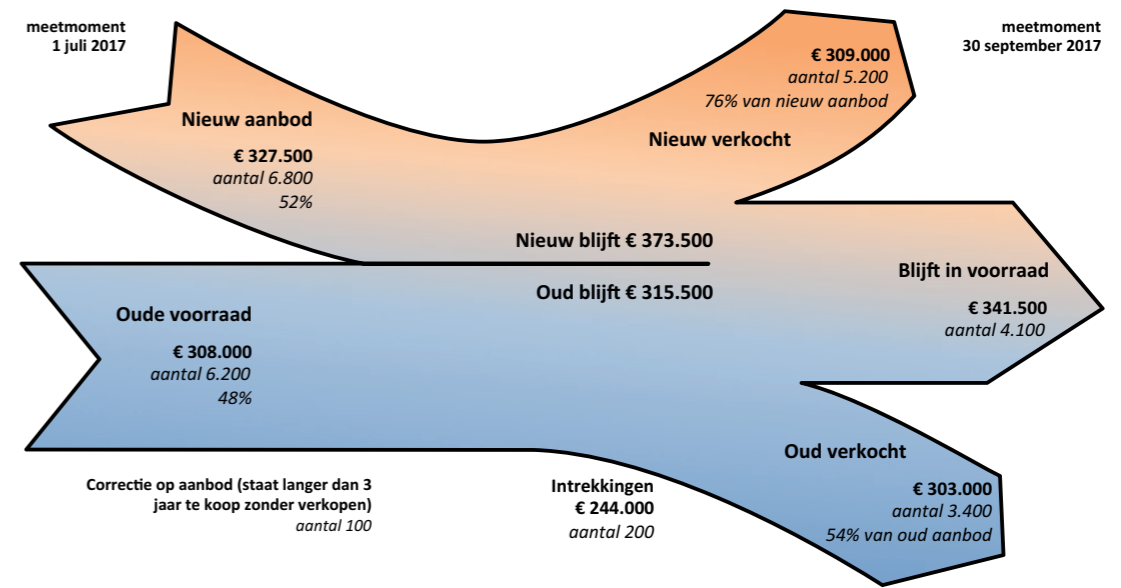 meetmoment
1 juli 2017
meetmoment
30 september 2017
€ 309.000
aantal 5.200
76% van nieuw aanbod
Nieuw verkocht
Nieuw aanbod
€ 327.500
aantal 6.800
52%
Nieuw blijft € 373.500
Oud blijft € 315.500
Blijft in voorraad
€ 341.500
aantal 4.100
Oude voorraad
€ 308.000
aantal 6.200
48%
Oud verkocht
€ 303.000
aantal 3.400
54% van oud aanbod
Correctie op aanbod (staat langer dan 3
jaar te koop zonder verkopen)
aantal 100
Intrekkingen
€ 244.000
aantal 200